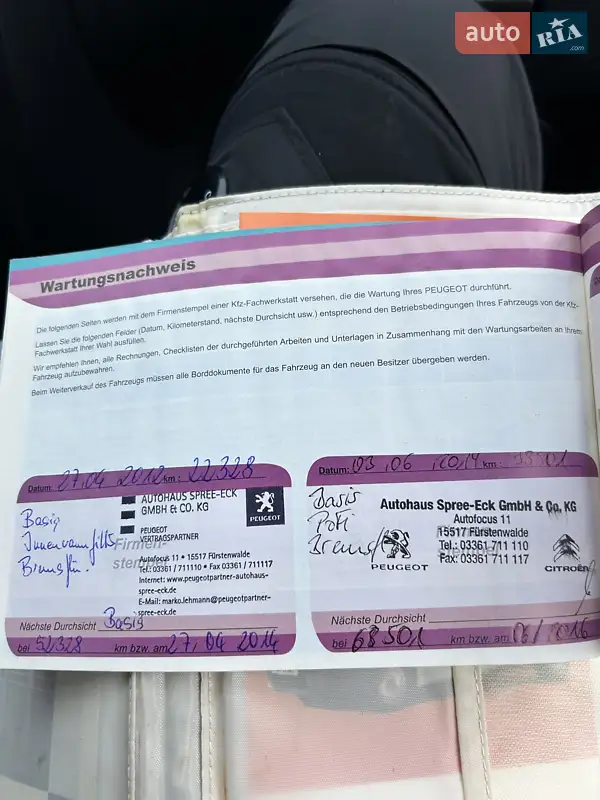 auto RIA.com
Wartungsnachweis
Die folgenden Seiten werden mit dem Firmenstempel einer Kfz-Fachwerkstatt versehen, die die Wartung Ihres PEUGEOT durchführt.
Lassen Sie die folgenden Felder (Datum, Kilometerstand, nächste Durchsicht usw.) entsprechend den Betriebsbedingungen Ihres Fahrzeugs von der Kfz-
Fachwerkstatt Ihrer Wahl ausfüllen.
Wir empfehlen Ihnen, alle Rechnungen, Checklisten der durchgeführten Arbeiten und Unterlagen in Zusammenhang mit den Wartungsarbeiten an Ihrem
Fahrzeug aufzubewahren.
Beim Weiterverkauf des Fahrzeugs müssen alle Borddokumente für das Fahrzeug an den neuen Besitzer übergeben werden.
Datum: 27,04 2012 km: 22328
Basis
AUTOHAUS SPREE-ECK
GMBH & CO. KG
PEUGEOT
PEUGEOT
VERTRAGSPARTNER
Firmen-
stempel
Autofocus 11 • 15517 Fürstenwalde
Tel.: 03361 / 711110 • Fax 03361 / 711117
Internet: www.peugeotpartner-autohaus-
spree-eck.de
E-Mail: marko.lehmann@peugeotpartner-
spree-eck.de
Nächste Durchsicht Basis
bei 52328 km bzw. am 27,04 2014
Datum: 03,06,2014 km: 38501
Basis
Autohaus Spree-Eck GmbH & Co. KG
Autofocus 11
15517 Fürstenwalde
Tel.: 03361 711 110
Fax: 03361 711 117
PEUGEOT
CITROËN
Nächste Durchsicht
bei 68501 km bzw. am 06/2016